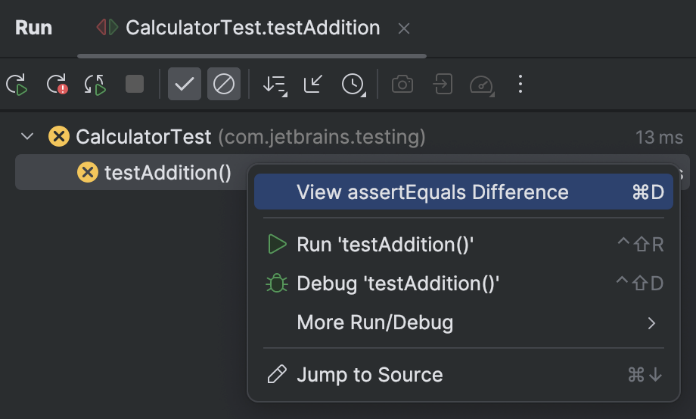 Run CalculatorTest.testAddition
CalculatorTest (com.jetbrains.testing) 13 ms
testAddition()
View assertEquals Difference ⌘D
Run 'testAddition()' ⌃⇧R
Debug 'testAddition()' ⌃⇧D
More Run/Debug
Jump to Source ⌘↓